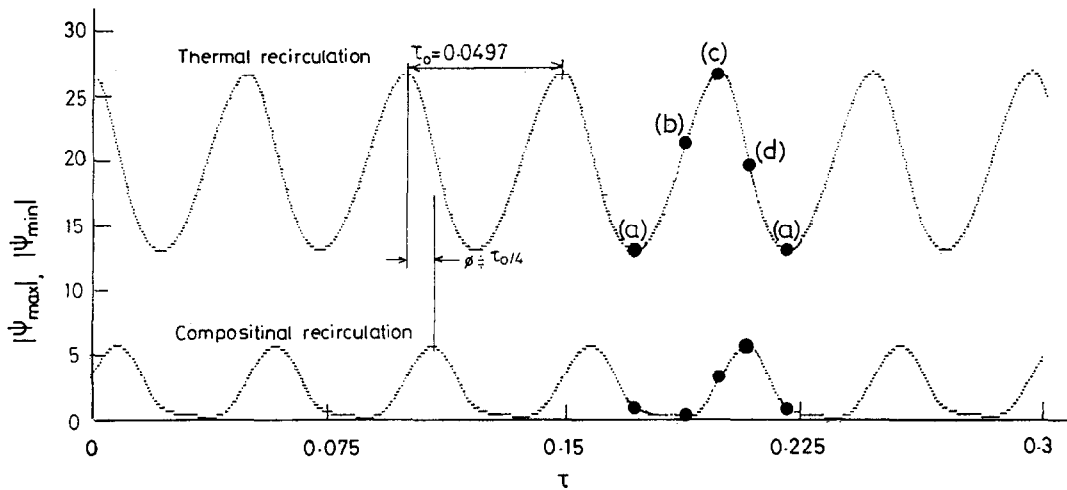 30
25
20
15
10
5
0
|ψmax|, |ψmin|
Thermal recirculation
τ₀=0.0497
(c)
(b)
(d)
(a)
(a)
ø ≑ τ₀/4
Compositinal recirculation
0
0.075
0.15
0.225
0.3
τ